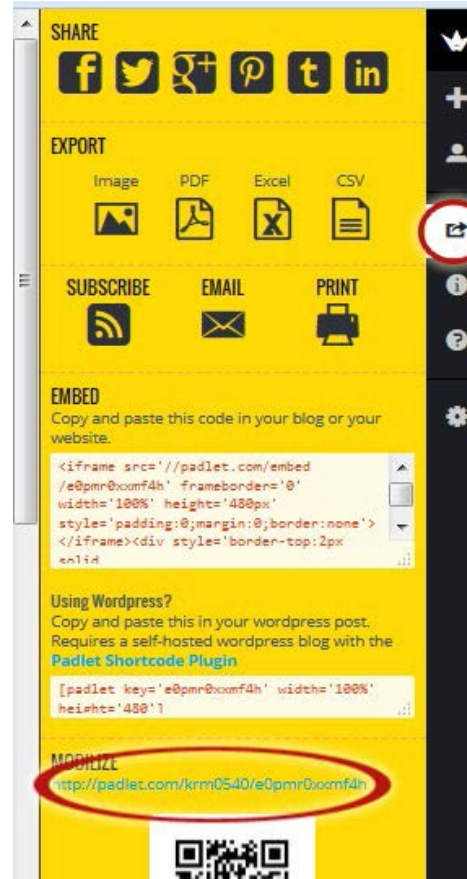 SHARE
EXPORT
Image PDF Excel CSV
SUBSCRIBE EMAIL PRINT
EMBED
Copy and paste this code in your blog or your
website.
<iframe src='//padlet.com/embed
/e0pmr0xxmf4h' frameborder='0'
width='100%' height='480px'
style='padding:0;margin:0;border:none'>
</iframe><div style='border-top:2px
solid
Using Wordpress?
Copy and paste this in your wordpress post.
Requires a self-hosted wordpress blog with the
Padlet Shortcode Plugin
[padlet key='e0pmr0xxmf4h' width='100%'
height='480']
MOBILIZE
http://padlet.com/krm0540/e0pmr0xxmf4h